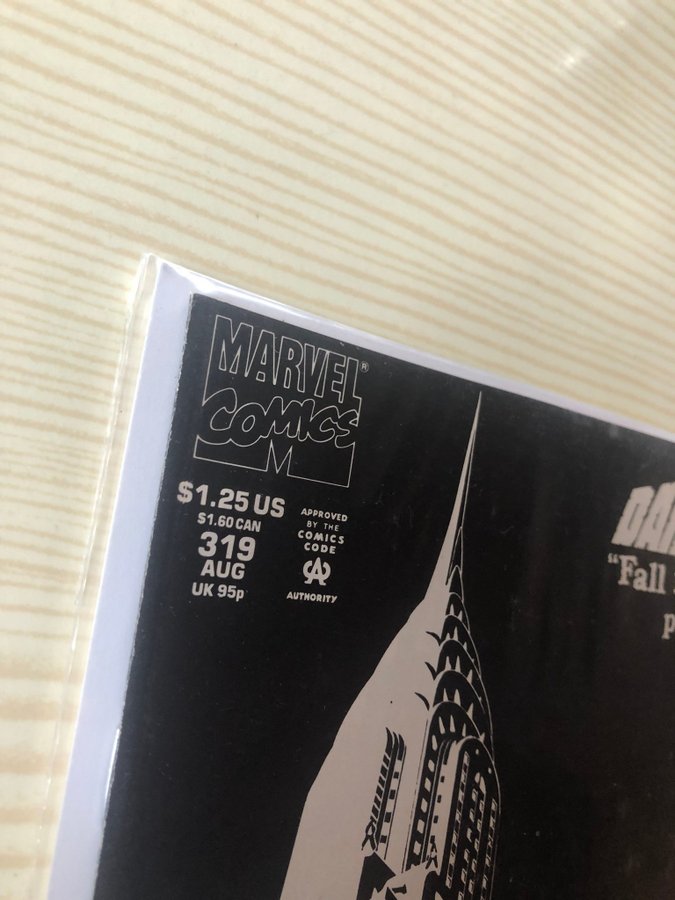 MARVEL®
COMICS
M
$1.25 US
$1.60 CAN
319
AUG
UK 95p
APPROVED
BY THE
COMICS
CODE
CA
AUTHORITY
"Fall